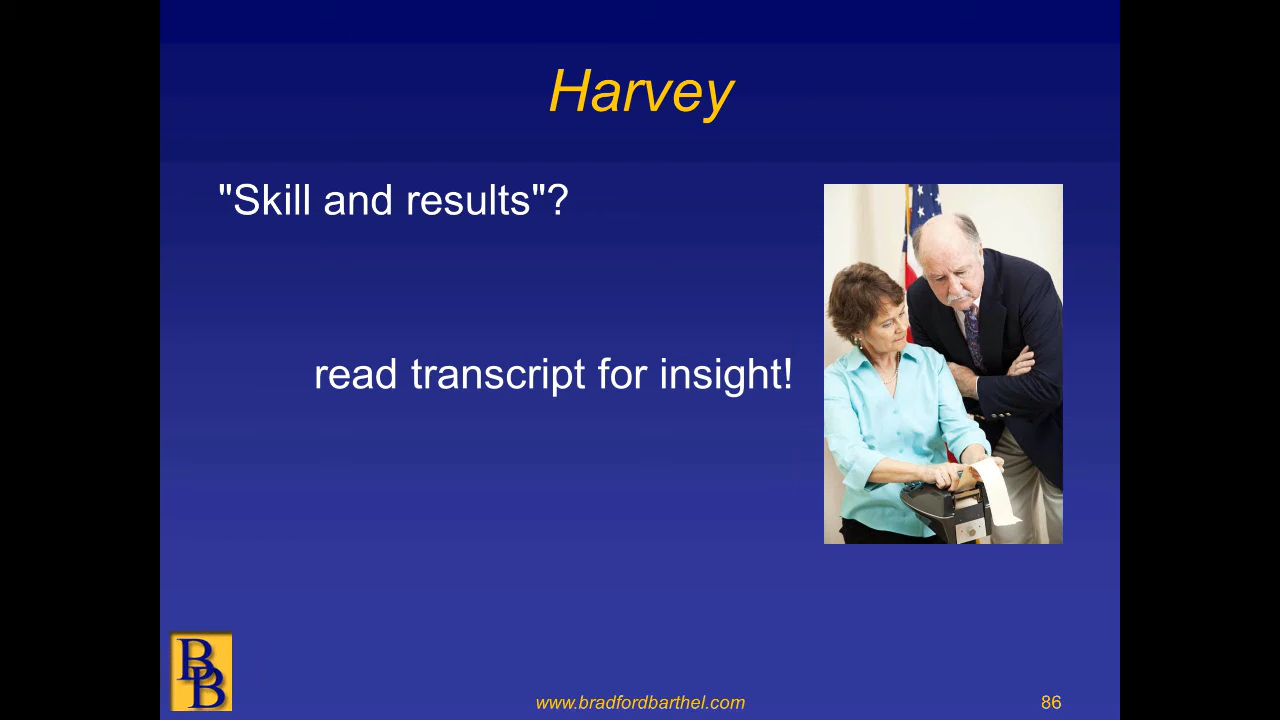 Harvey
"Skill and results"?
read transcript for insight!
BB
www.bradfordbarthel.com
86